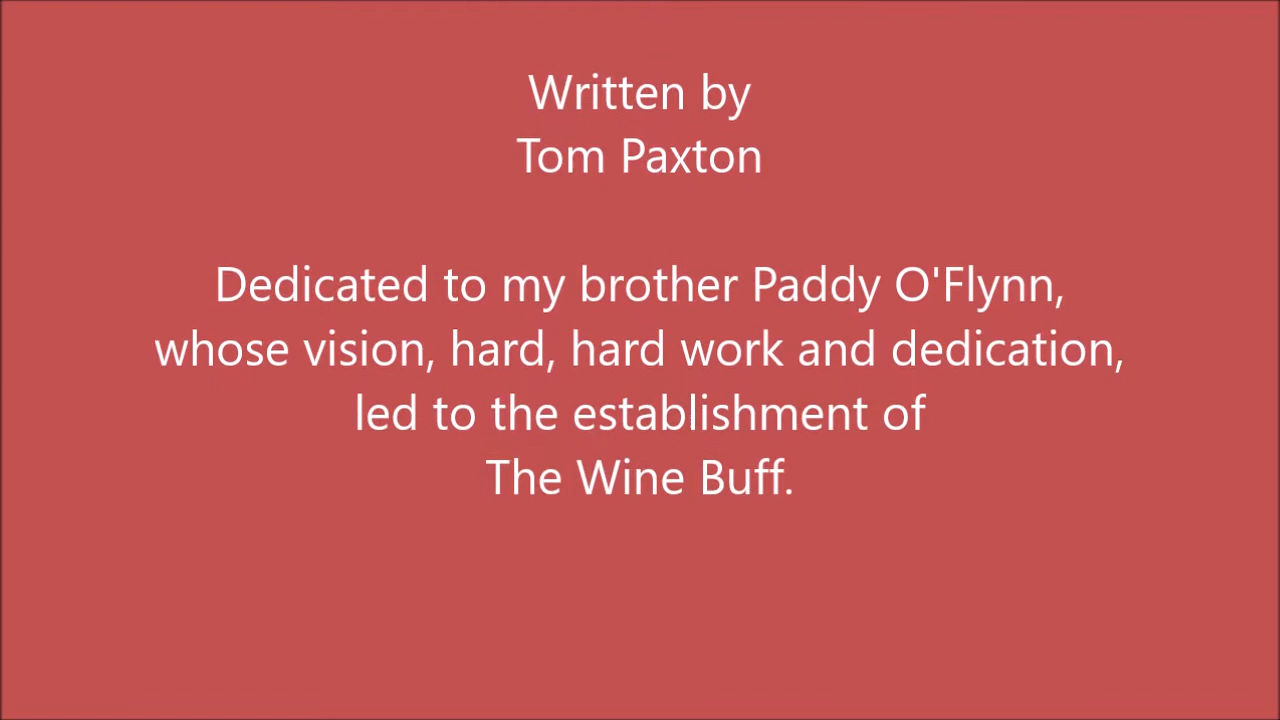 Written by
Tom Paxton
Dedicated to my brother Paddy O'Flynn,
whose vision, hard, hard work and dedication,
led to the establishment of
The Wine Buff.